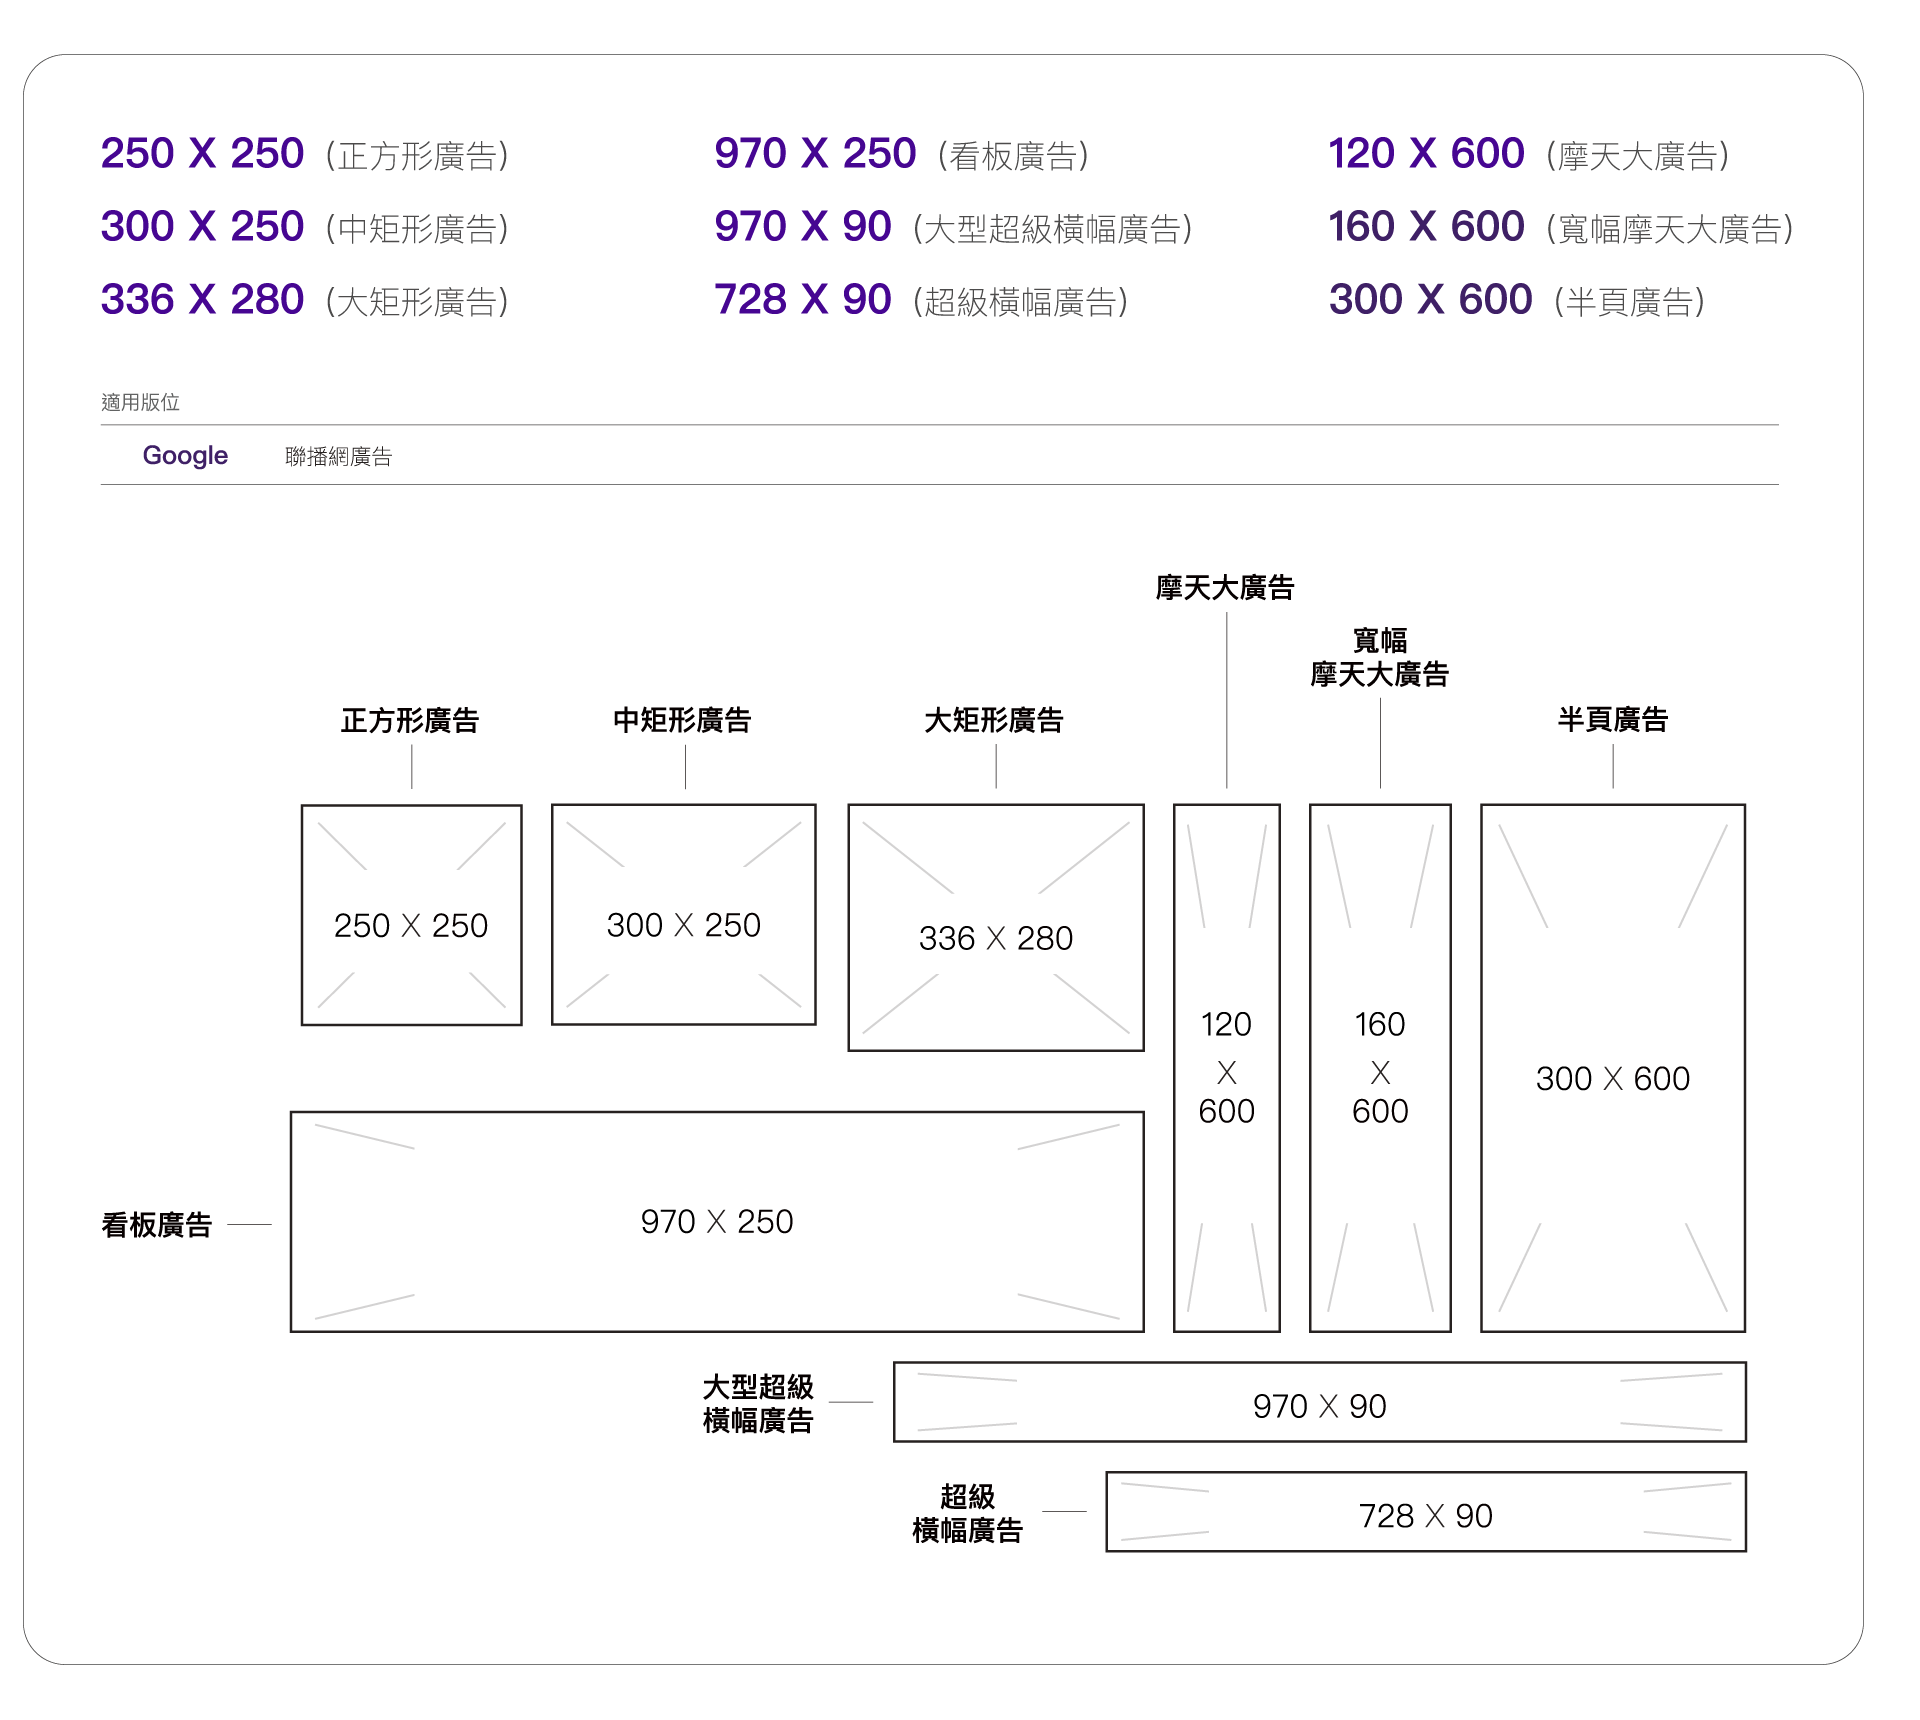 250 X 250 (正方形廣告)
300 X 250 (中矩形廣告)
336 X 280 (大矩形廣告)
970 X 250 (看板廣告)
970 X 90 (大型超級橫幅廣告)
728 X 90 (超級橫幅廣告)
120 X 600 (摩天大廣告)
160 X 600 (寬幅摩天大廣告)
300 X 600 (半頁廣告)
適用版位
Google 聯播網廣告
正方形廣告
250 X 250
中矩形廣告
300 X 250
大矩形廣告
336 X 280
摩天大廣告
120
X
600
寬幅
摩天大廣告
160
X
600
半頁廣告
300 X 600
看板廣告
970 X 250
大型超級
橫幅廣告
970 X 90
超級
橫幅廣告
728 X 90